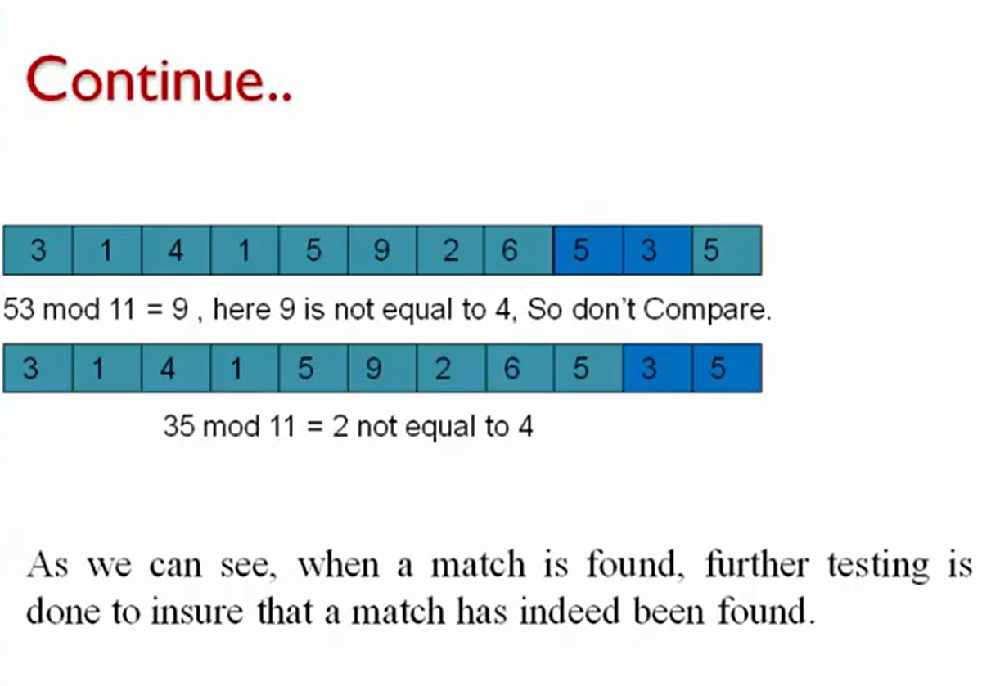 Continue..
3 1 4 1 5 9 2 6 5 3 5
53 mod 11 = 9 , here 9 is not equal to 4, So don't Compare.
3 1 4 1 5 9 2 6 5 3 5
35 mod 11 = 2 not equal to 4
As we can see, when a match is found, further testing is
done to insure that a match has indeed been found.